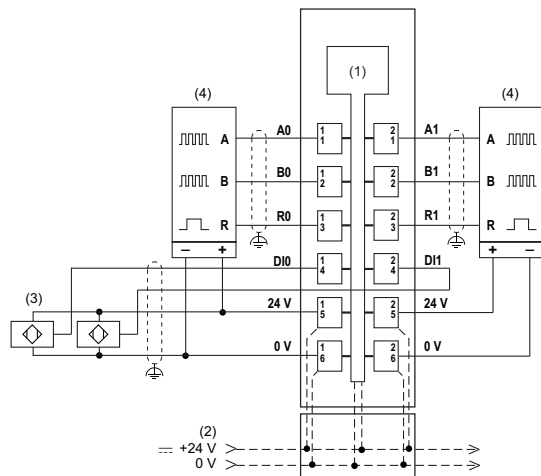 (1)
(4) (4)
A A0 1 1 2 1 A1 A
B B0 1 2 2 2 B1 B
R R0 1 3 2 3 R1 R
− + DI0 1 4 2 4 DI1 + −
(3) 24 V 1 5 2 5 24 V
0 V 1 6 2 6 0 V
(2)
+24 V
0 V